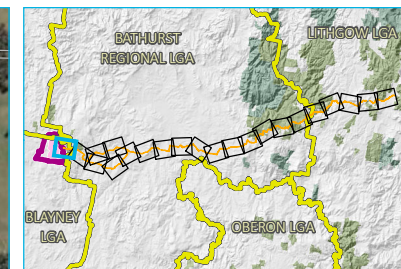 BATHURST
REGIONAL LGA
LITHGOW LGA
BLAYNEY
LGA
OBERON LGA